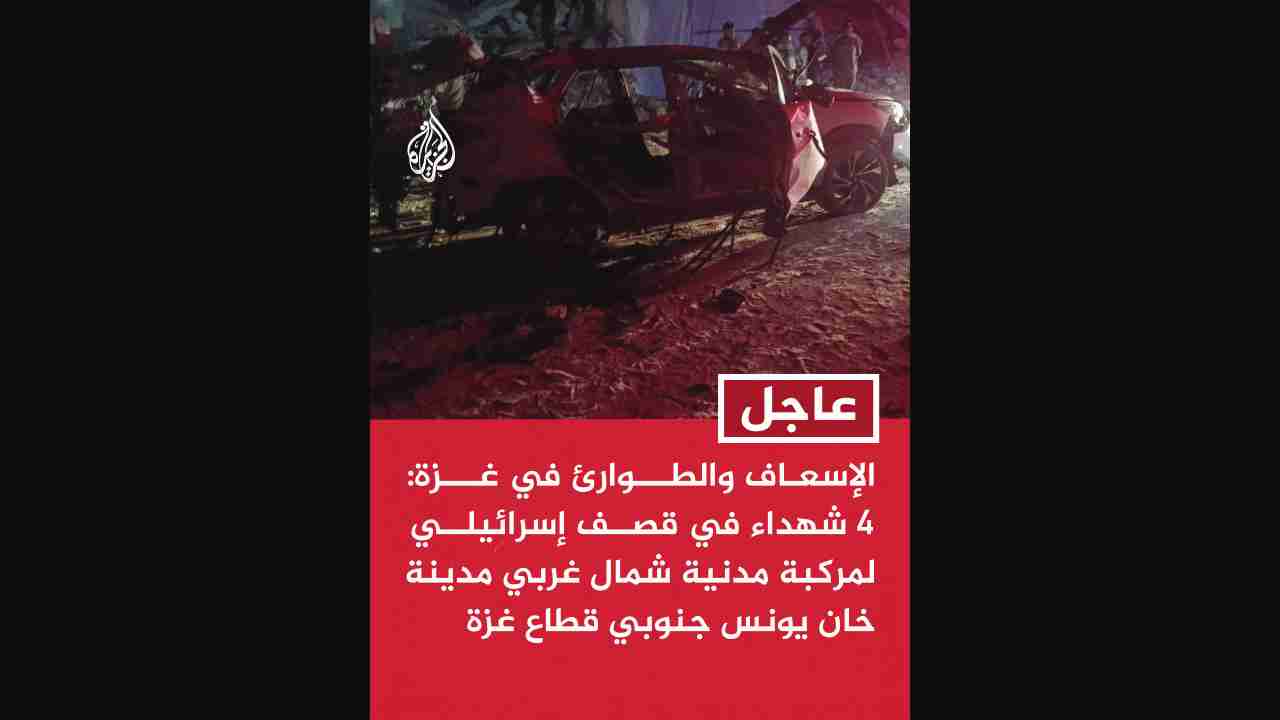 الجزيرة
عاجل
الإسعاف والطوارئ في غزة:
4 شهداء في قصف إسرائيلي
لمركبة مدنية شمال غربي مدينة
خان يونس جنوبي قطاع غزة